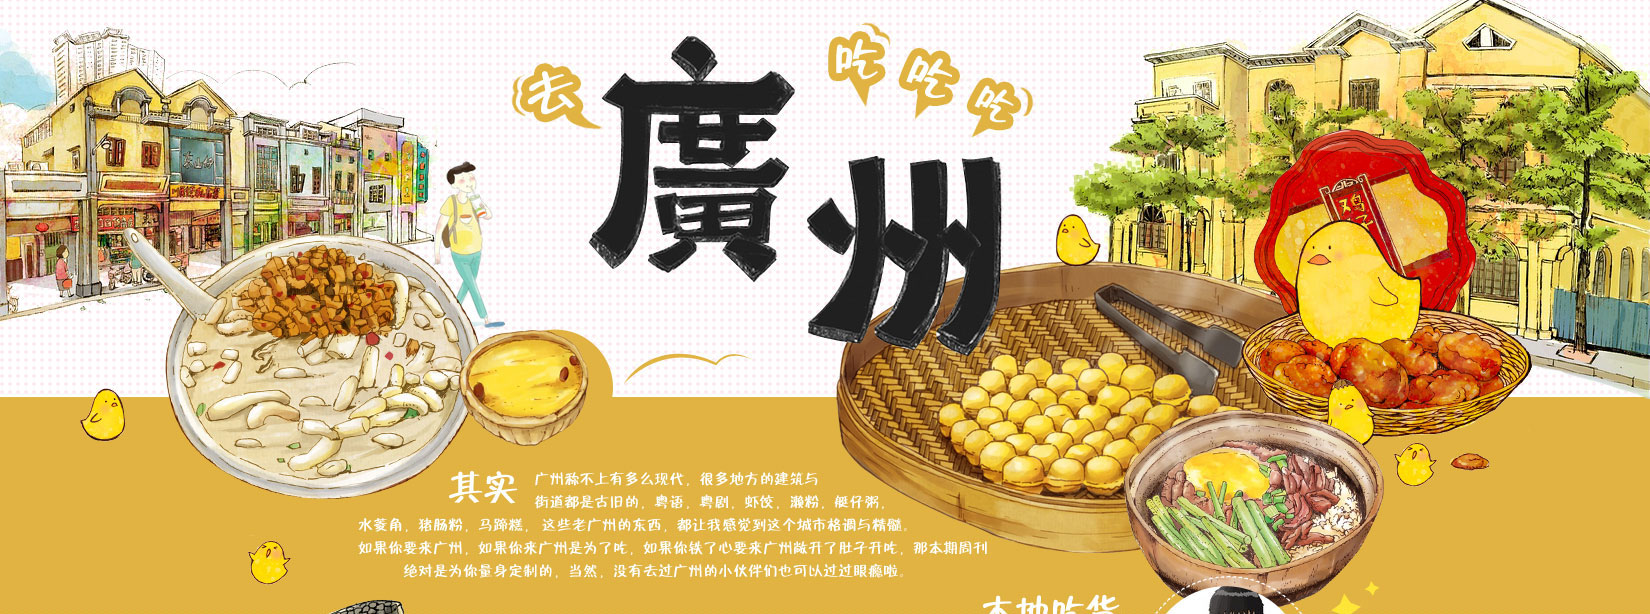 去
廣州
吃吃吃
鸡
其实 广州称不上有多么现代，很多地方的建筑与
街道都是古旧的，粤语，粤剧，虾饺，濑粉，艇仔粥，
水菱角，猪肠粉，马蹄糕， 这些老广州的东西，都让我感觉到这个城市格调与精髓。
如果你要来广州，如果你来广州是为了吃，如果你铁了心要来广州敞开了肚子开吃，那本期周刊
绝对是为你量身定制的，当然，没有去过广州的小伙伴们也可以过过眼瘾啦。
本地吃货